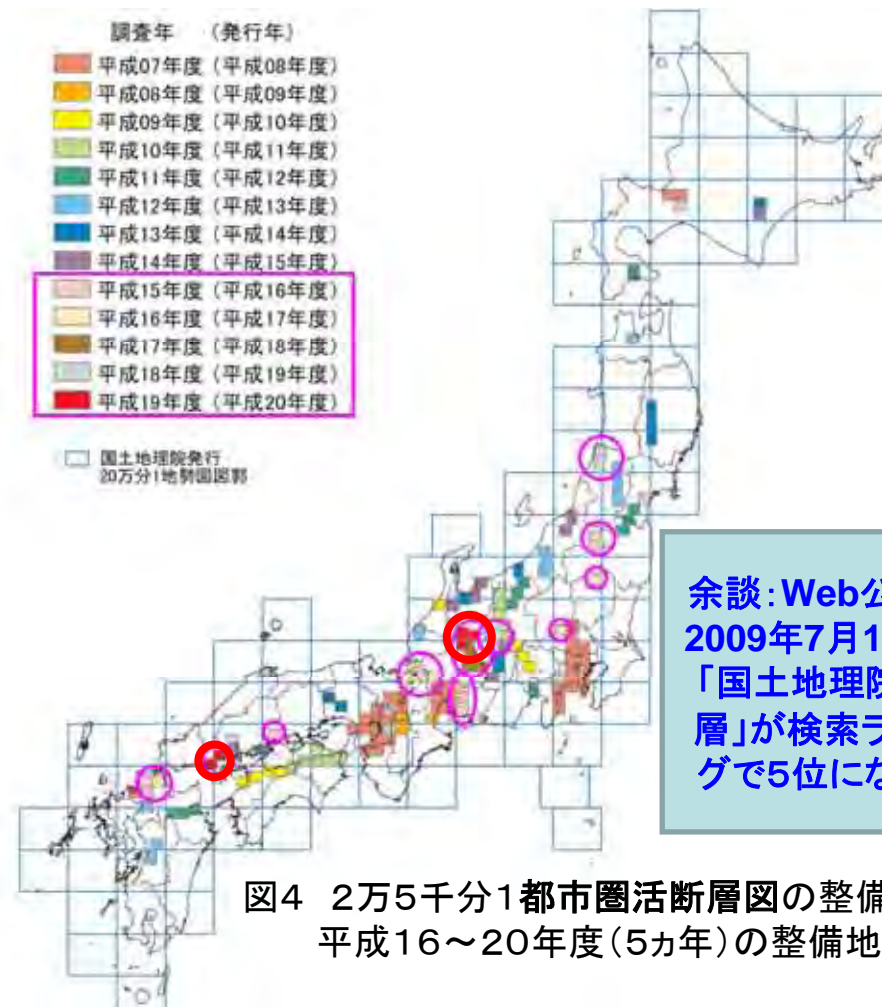 調査年 (発行年)
平成07年度 (平成08年度)
平成08年度 (平成09年度)
平成09年度 (平成10年度)
平成10年度 (平成11年度)
平成11年度 (平成12年度)
平成12年度 (平成13年度)
平成13年度 (平成14年度)
平成14年度 (平成15年度)
平成15年度 (平成16年度)
平成16年度 (平成17年度)
平成17年度 (平成18年度)
平成18年度 (平成19年度)
平成19年度 (平成20年度)
国土地理院発行
20万分1地勢図図郭
余談:Web公
2009年7月1
「国土地理院
層」が検索ラ
グで5位にな
図4 2万5千分1都市圏活断層図の整備
平成16~20年度(5ヵ年)の整備地